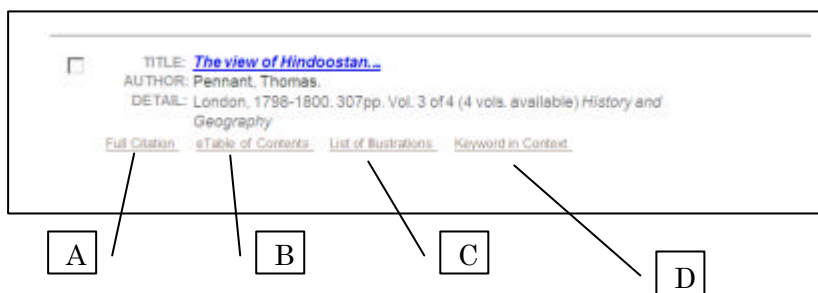 TITLE: The view of Hindoostan...
AUTHOR: Pennant, Thomas.
DETAIL: London, 1798-1800. 307pp. Vol. 3 of 4 (4 vols. available) History and
Geography
Full Citation eTable of Contents List of Illustrations Keyword in Context
A B C D